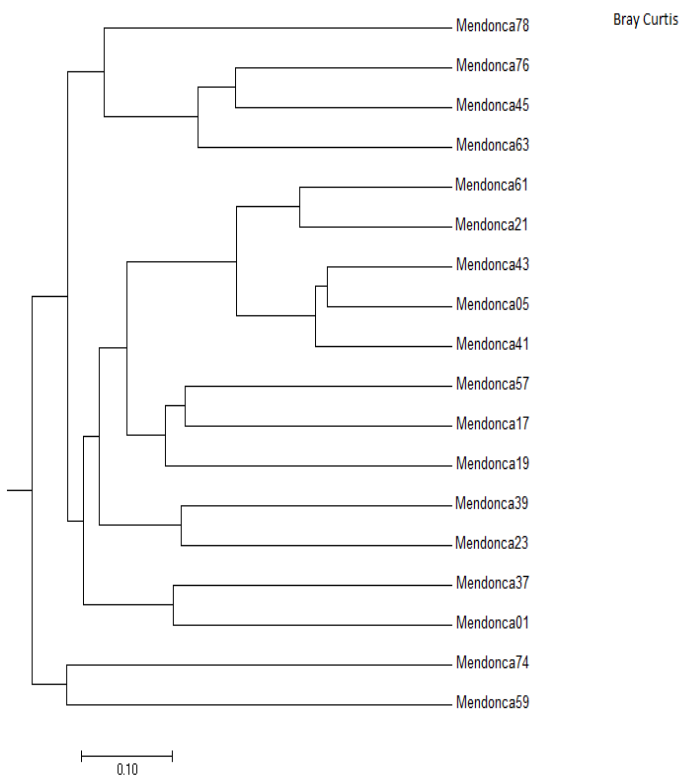 Bray Curtis
Mendonca78
Mendonca76
Mendonca45
Mendonca63
Mendonca61
Mendonca21
Mendonca43
Mendonca05
Mendonca41
Mendonca57
Mendonca17
Mendonca19
Mendonca39
Mendonca23
Mendonca37
Mendonca01
Mendonca74
Mendonca59
0.10